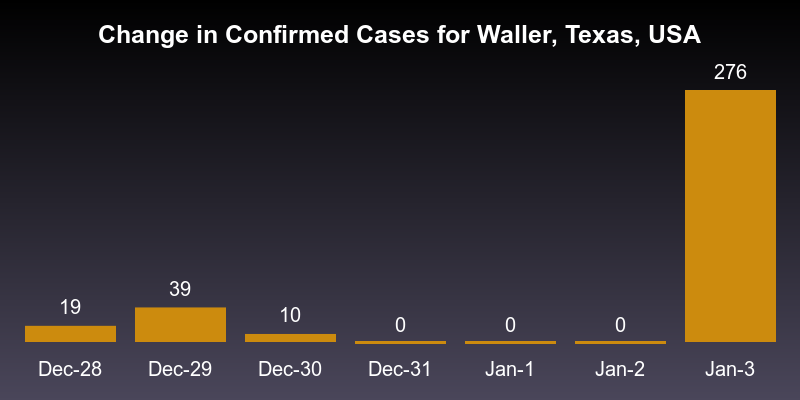 Change in Confirmed Cases for Waller, Texas, USA
276
39
19
10
0 0 0
Dec-28 Dec-29 Dec-30 Dec-31 Jan-1 Jan-2 Jan-3